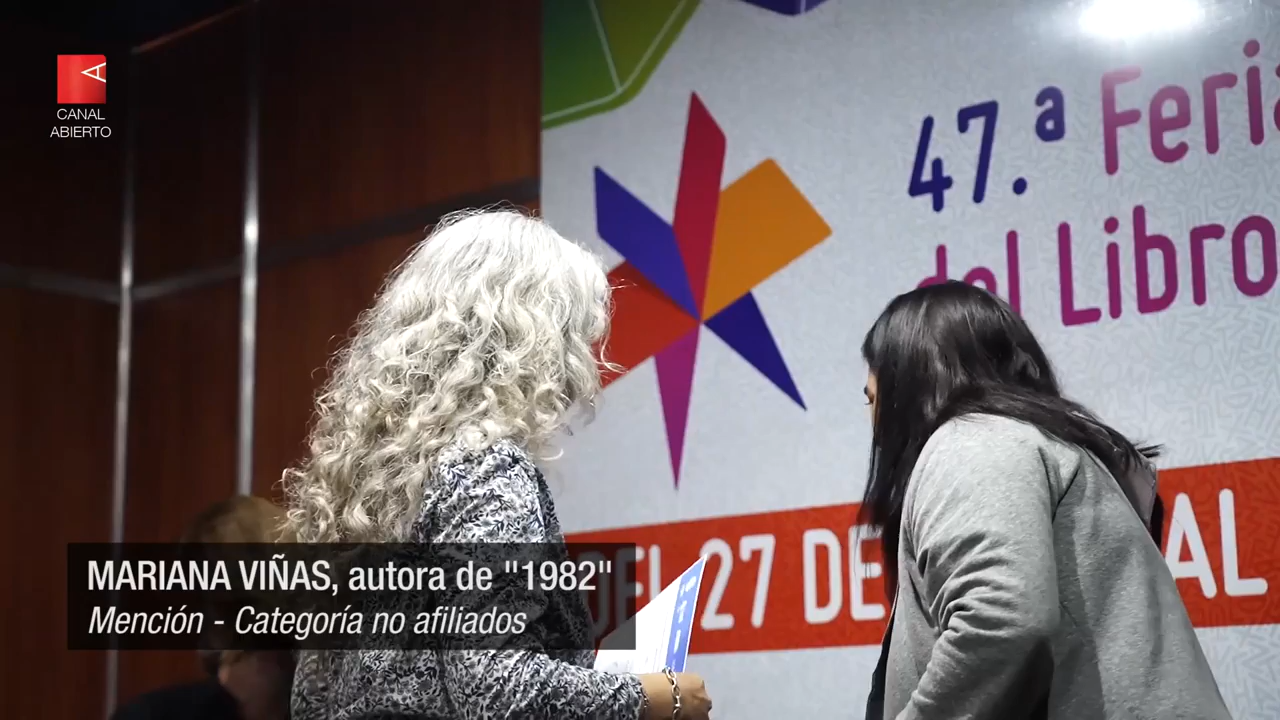 CANAL
ABIERTO
47.ª Feria
del Libro
DEL 27 DE
AL
MARIANA VIÑAS, autora de "1982"
Mención - Categoría no afiliados